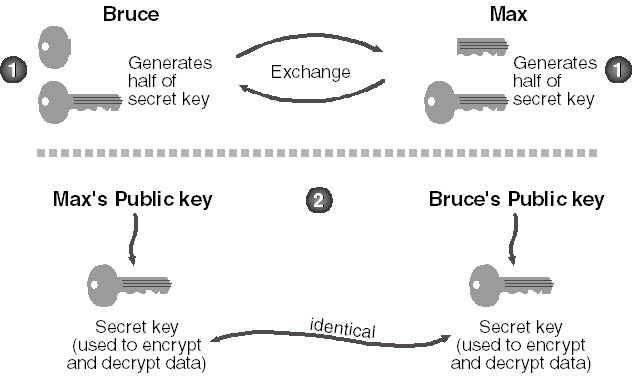 Bruce
Max
1
Generates
half of
secret key
Exchange
Generates
half of
secret key
1
Max's Public key
2
Bruce's Public key
Secret key
(used to encrypt
and decrypt data)
identical
Secret key
(used to encrypt
and decrypt data)